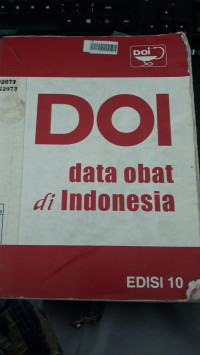 DOI
DOI
data obat
di Indonesia
EDISI 10